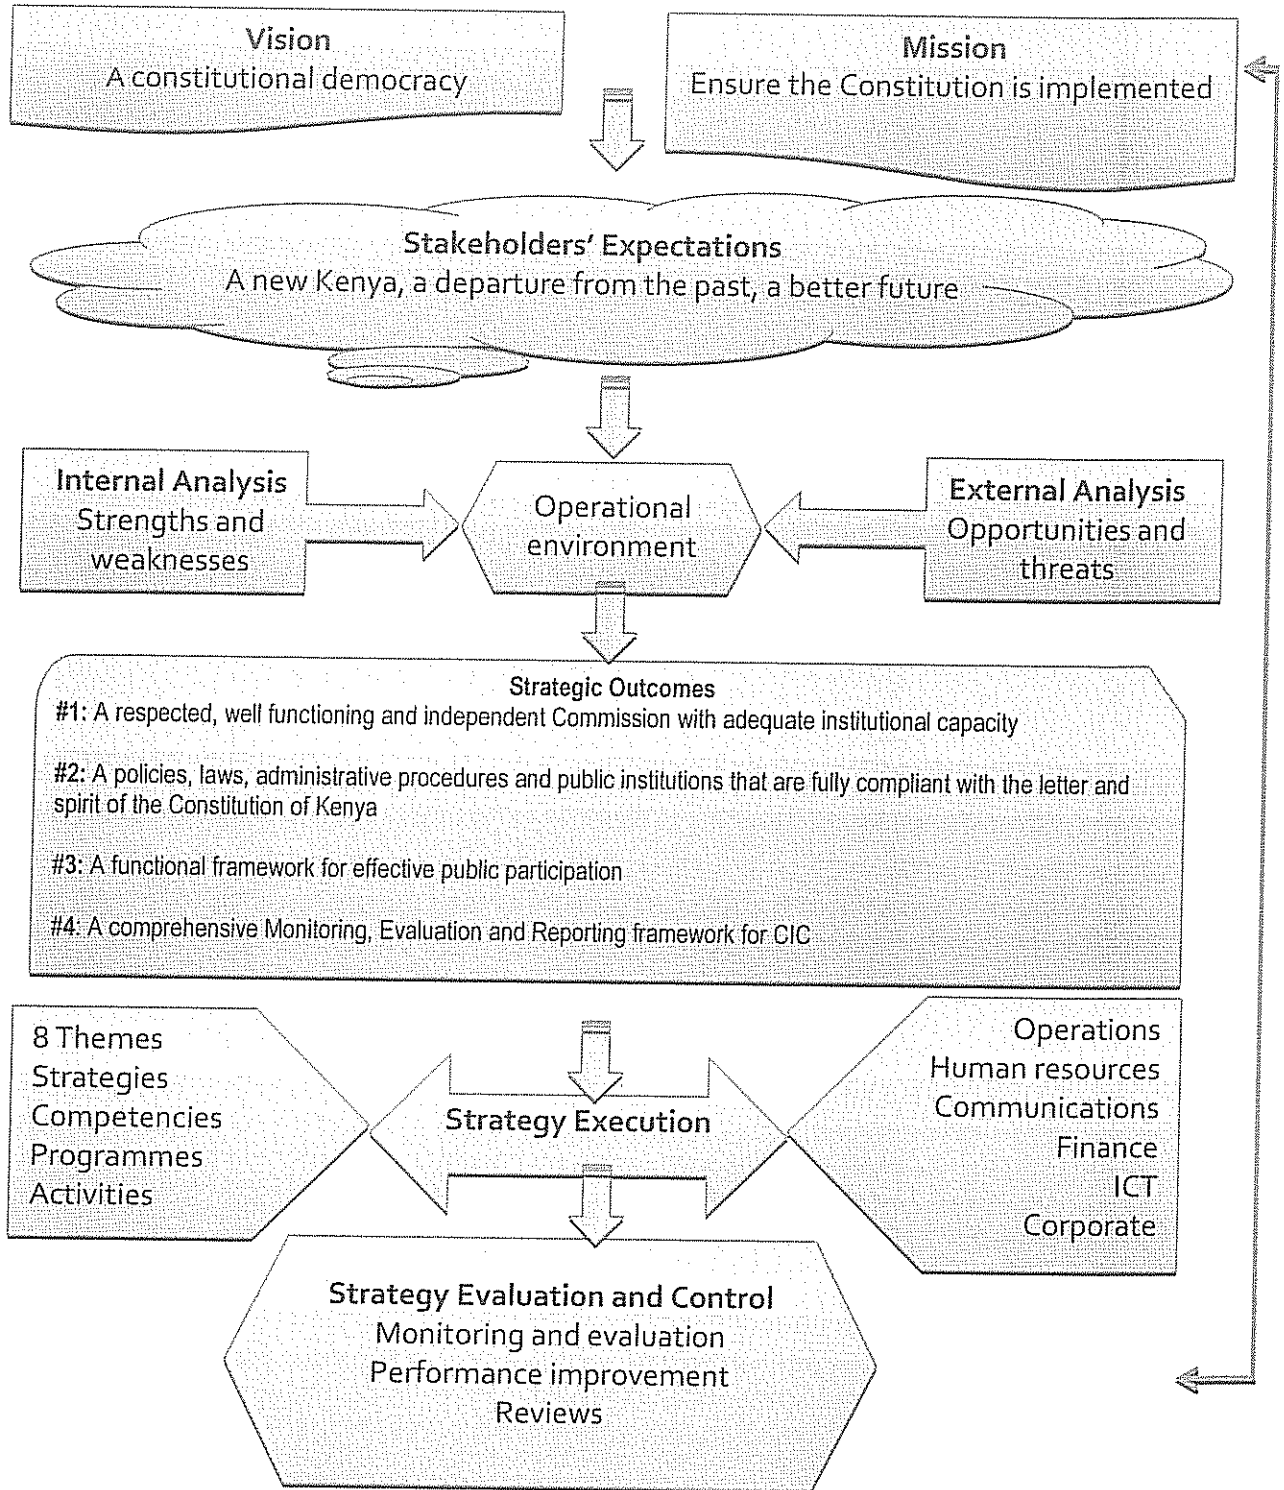 Vision
A constitutional democracy
Mission
Ensure the Constitution is implemented
Stakeholders’ Expectations
A new Kenya, a departure from the past, a better future
Internal Analysis
Strengths and
weaknesses
Operational
environment
External Analysis
Opportunities and
threats
Strategic Outcomes
#1: A respected, well functioning and independent Commission with adequate institutional capacity
#2: A policies, laws, administrative procedures and public institutions that are fully compliant with the letter and
spirit of the Constitution of Kenya
#3: A functional framework for effective public participation
#4: A comprehensive Monitoring, Evaluation and Reporting framework for CIC
8 Themes
Strategies
Competencies
Programmes
Activities
Strategy Execution
Operations
Human resources
Communications
Finance
ICT
Corporate
Strategy Evaluation and Control
Monitoring and evaluation
Performance improvement
Reviews